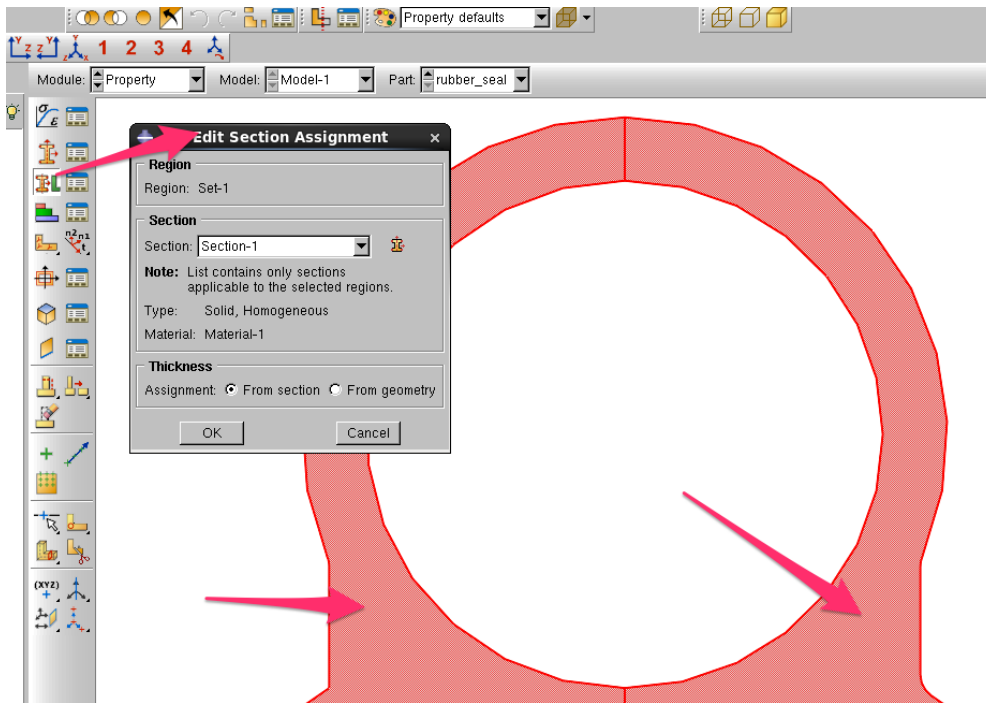 Property defaults
1 2 3 4
Module: Property Model: Model-1 Part: rubber_seal
Edit Section Assignment
Region
Region: Set-1
Section
Section: Section-1
Note: List contains only sections
applicable to the selected regions.
Type: Solid, Homogeneous
Material: Material-1
Thickness
Assignment: From section From geometry
OK Cancel
(XYZ)